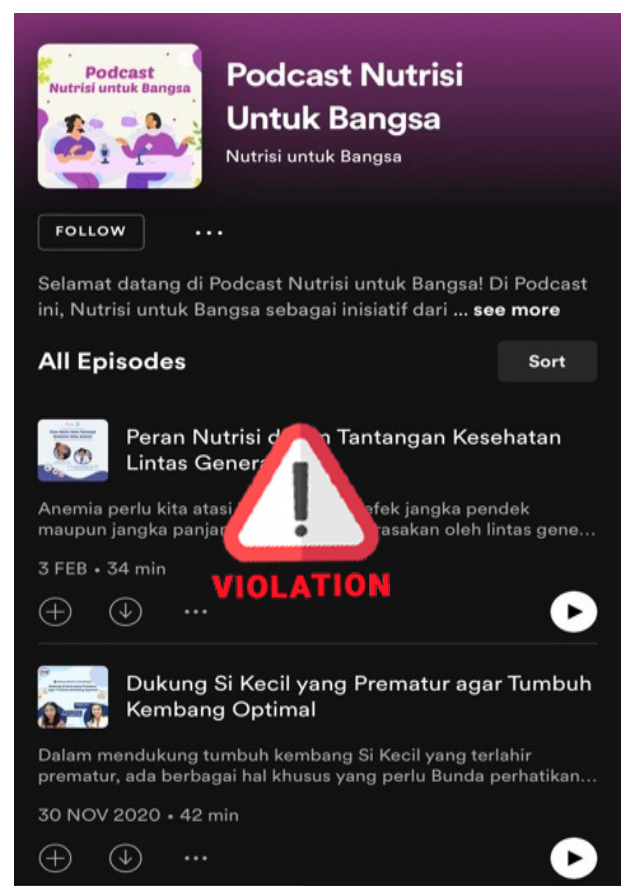 Podcast
Nutrisi untuk Bangsa
Podcast Nutrisi
Untuk Bangsa
Nutrisi untuk Bangsa
FOLLOW
Selamat datang di Podcast Nutrisi untuk Bangsa! Di Podcast
ini, Nutrisi untuk Bangsa sebagai inisiatif dari ... see more
All Episodes
Sort
Peran Nutrisi Tantangan Kesehatan
Lintas
Anemia perlu kita atasi efek jangka pendek
maupun jangka oleh lintas gene...
3 FEB • 34 min
VIOLATION
Dukung Si Kecil yang Prematur agar Tumbuh
Kembang Optimal
Dalam mendukung tumbuh kembang Si Kecil yang terlahir
prematur, ada berbagai hal khusus yang perlu Bunda perhatikan...
30 NOV 2020 • 42 min